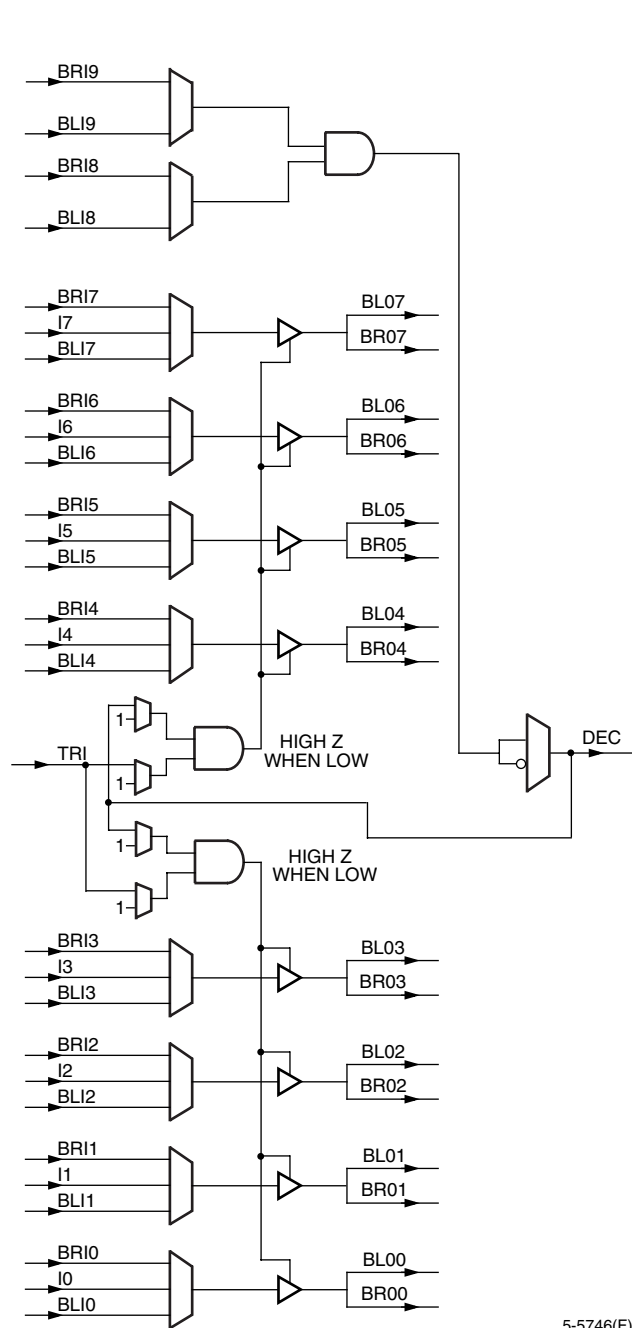 BRI9
BLI9
BRI8
BLI8
BRI7
I7
BLI7
BL07
BR07
BRI6
I6
BLI6
BL06
BR06
BRI5
I5
BLI5
BL05
BR05
BRI4
I4
BLI4
BL04
BR04
1
TRI
1
HIGH Z
WHEN LOW
DEC
1
1
HIGH Z
WHEN LOW
BRI3
I3
BLI3
BL03
BR03
BRI2
I2
BLI2
BL02
BR02
BRI1
I1
BLI1
BL01
BR01
BRI0
I0
BLI0
BL00
BR00
5-5746(F)